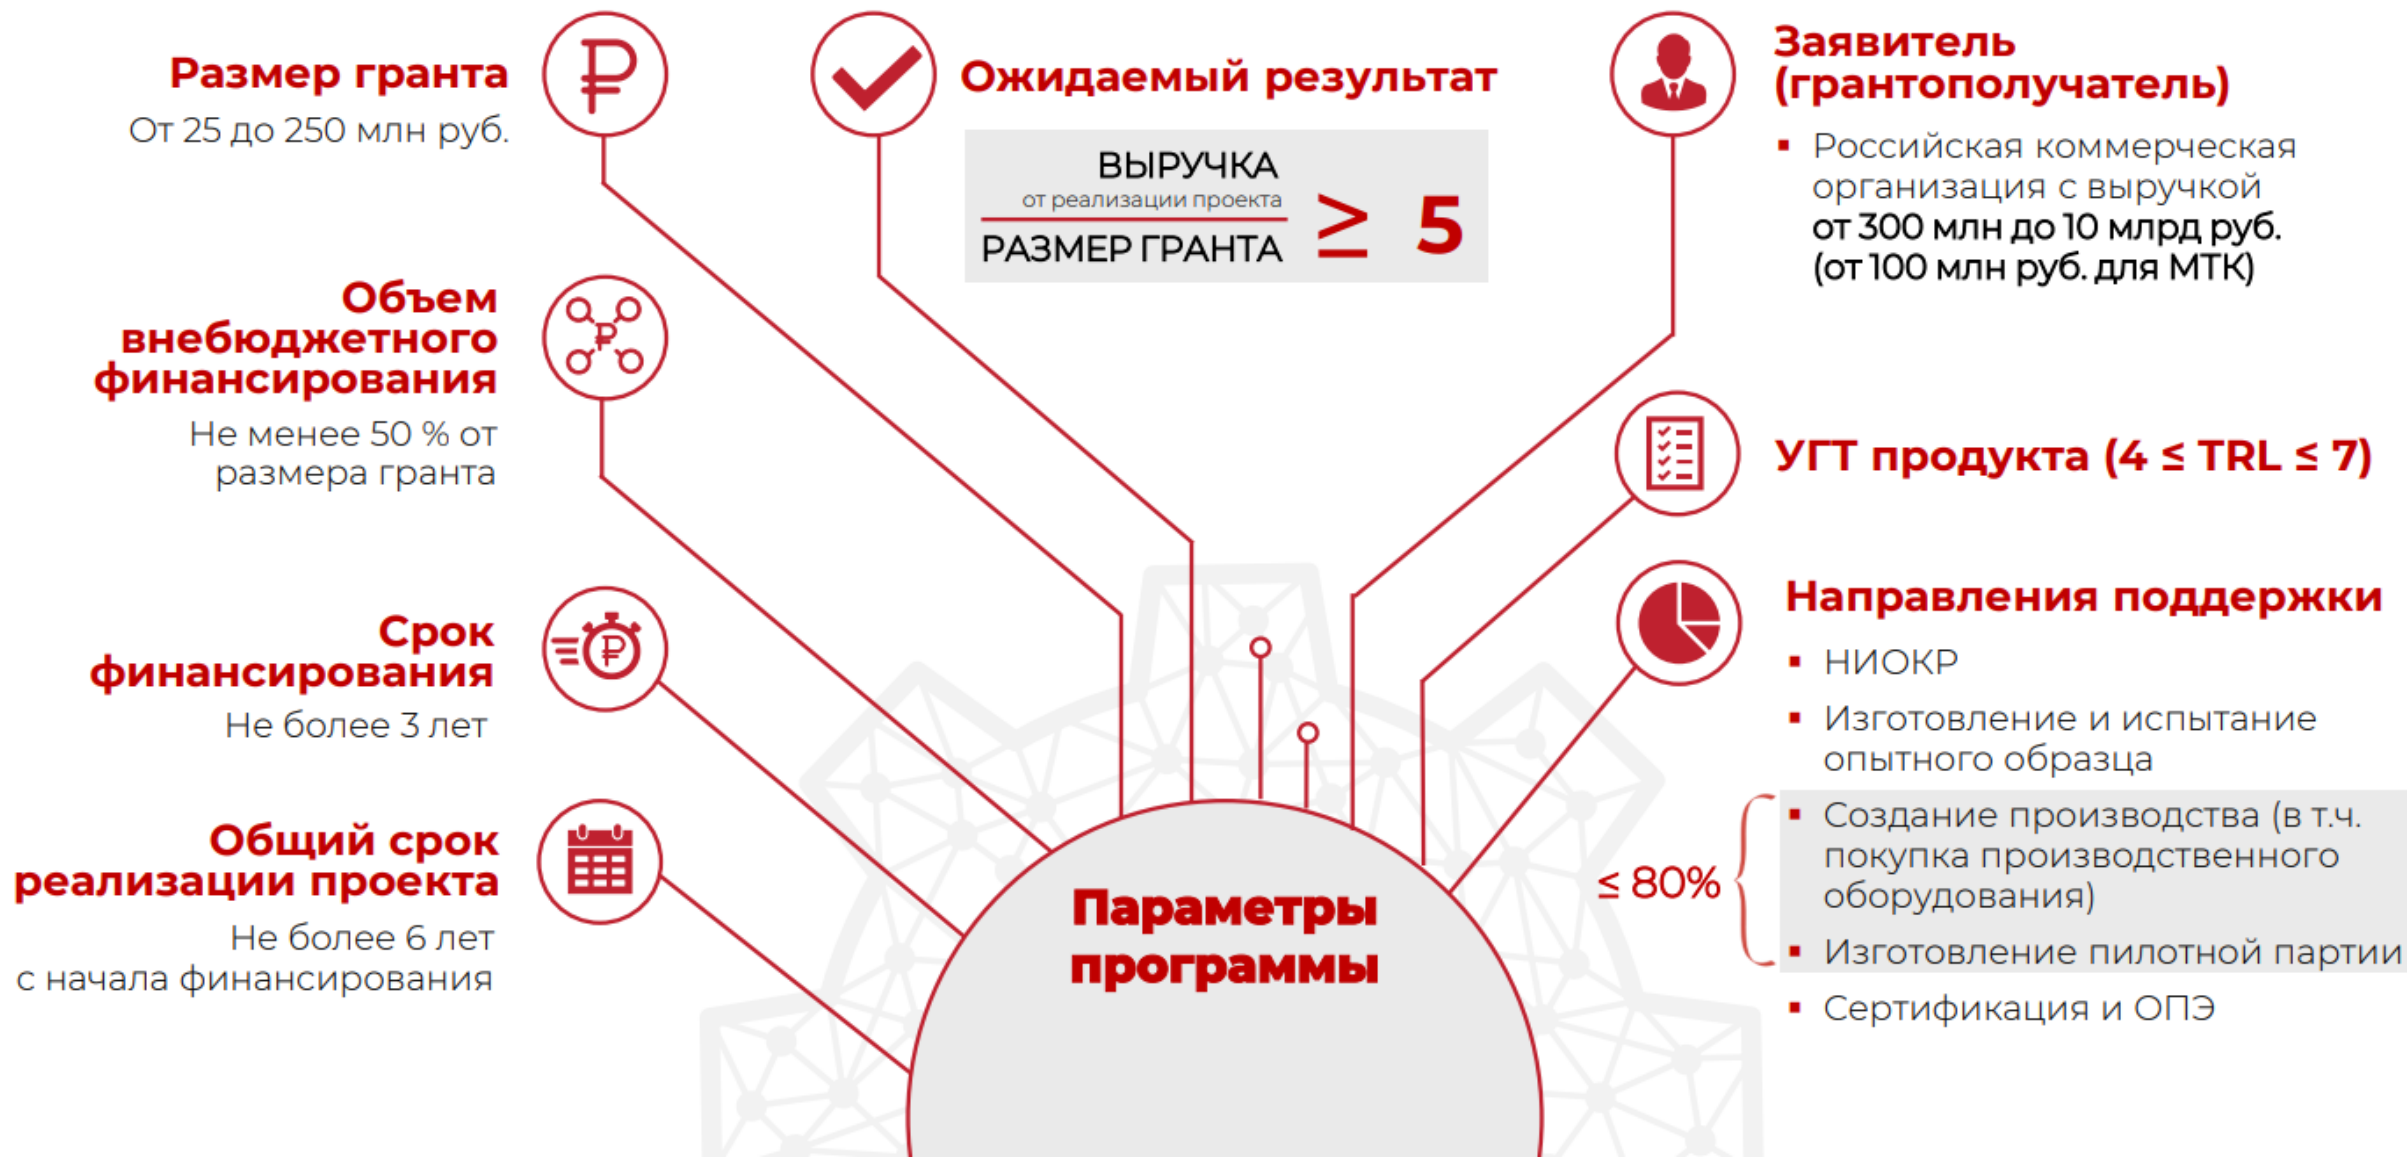 Размер гранта
От 25 до 250 млн руб.
Объем
внебюджетного
финансирования
Не менее 50 % от
размера гранта
Срок
финансирования
Не более 3 лет
Общий срок
реализации проекта
Не более 6 лет
с начала финансирования
Ожидаемый результат
ВЫРУЧКА
от реализации проекта
РАЗМЕР ГРАНТА
≥ 5
Заявитель
(грантополучатель)
▪ Российская коммерческая
организация с выручкой
от 300 млн до 10 млрд руб.
(от 100 млн руб. для МТК)
УГТ продукта (4 ≤ TRL ≤ 7)
Направления поддержки
▪ НИОКР
▪ Изготовление и испытание
опытного образца
≤ 80%
▪ Создание производства (в т.ч.
покупка производственного
оборудования)
▪ Изготовление пилотной партии
▪ Сертификация и ОПЭ
Параметры
программы